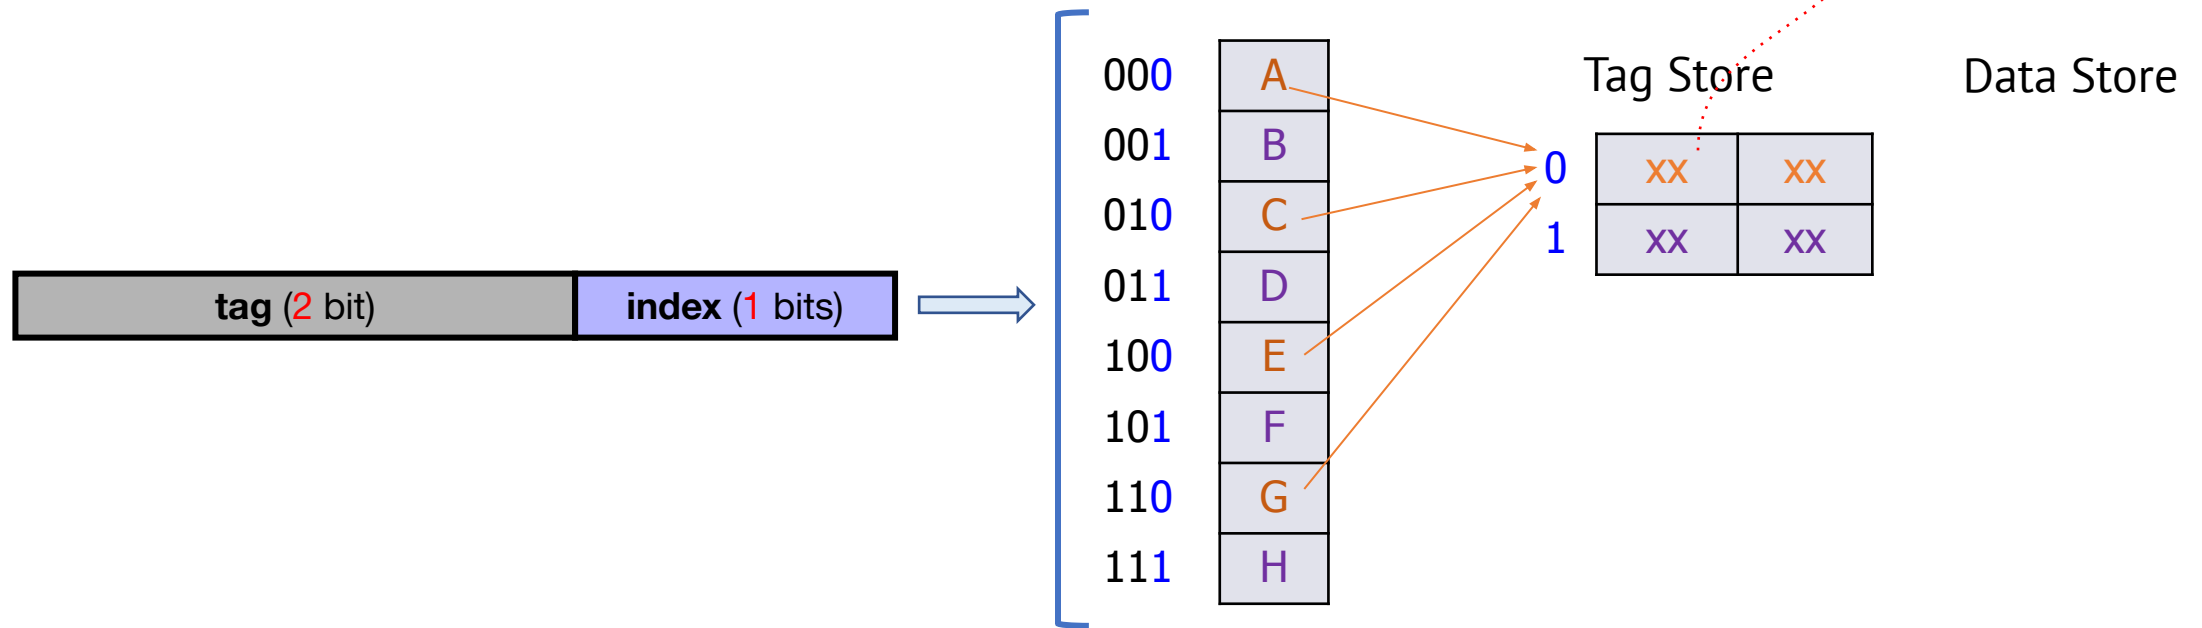 tag (2 bit) index (1 bits)
000 A
001 B
010 C
011 D
100 E
101 F
110 G
111 H
Tag Store
0 xx xx
1 xx xx
Data Store